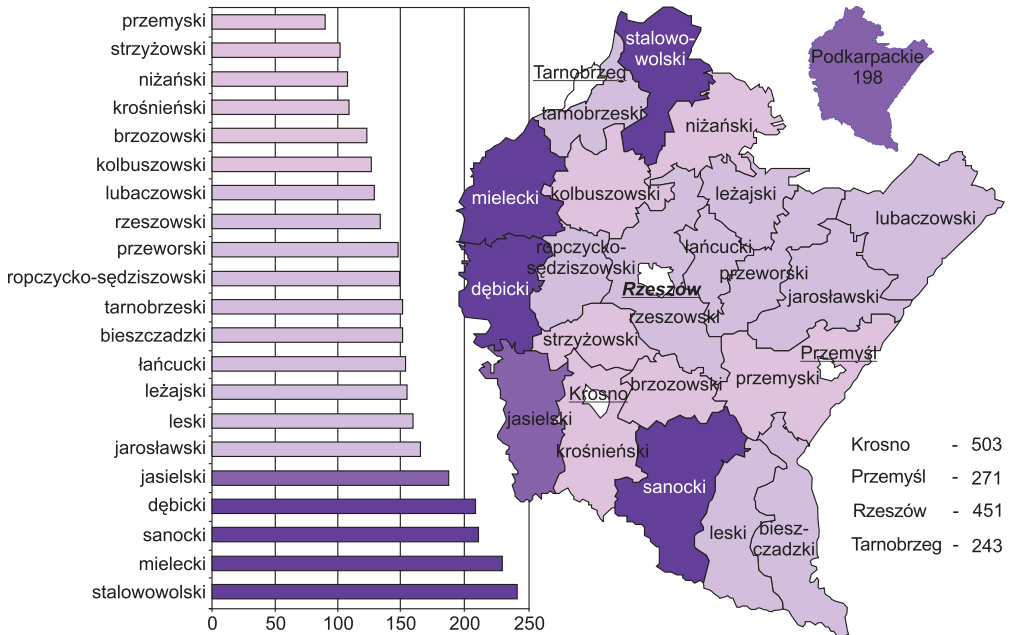 przemyski
strzyżowski
niżański
krośnieński
brzozowski
kolbuszowski
lubaczowski
rzeszowski
przeworski
ropczycko-sędziszowski
tarnobrzeski
bieszczadzki
łańcucki
leżajski
leski
jarosławski
jasielski
dębicki
sanocki
mielecki
stalowowolski
0 50 100 150 200 250
stalowo-
wolski
Tarnobrzeg
tarnobrzeski
niżański
mielecki
kolbuszowski
leżajski
lubaczowski
ropczycko-
sędziszowski
łańcucki
przeworski
jarosławski
dębicki
Rzeszów
rzeszowski
strzyżowski
Przemyśl
przemyski
brzozowski
Krosno
jasielski
krośnieński
sanocki
leski
biesz-
czadzki
Podkarpackie
198
Krosno - 503
Przemyśl - 271
Rzeszów - 451
Tarnobrzeg - 243